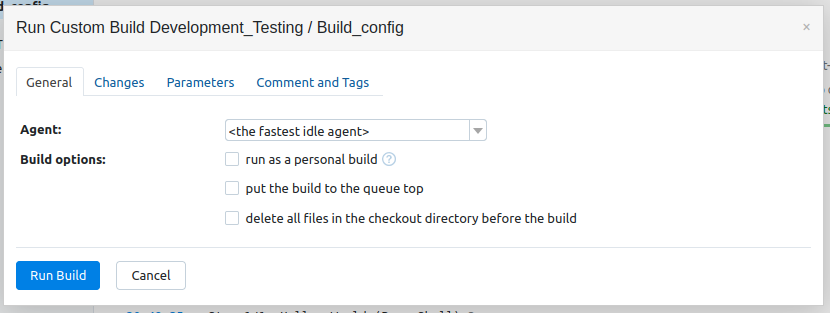 Run Custom Build Development_Testing / Build_config
×
General Changes Parameters Comment and Tags
Agent: <the fastest idle agent>
Build options: run as a personal build ?
put the build to the queue top
delete all files in the checkout directory before the build
Run Build Cancel